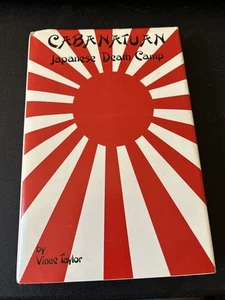 CABANATUAN
Japanese Death Camp
by
Vince Taylor